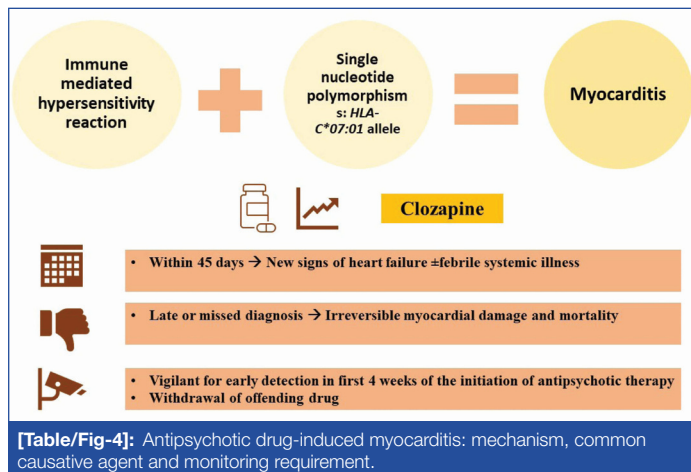 Immune
mediated
hypersensitivity
reaction
Single
nucleotide
polymorphism
s: HLA-
C*07:01 allele
Myocarditis
Clozapine
• Within 45 days → New signs of heart failure ±febrile systemic illness
• Late or missed diagnosis → Irreversible myocardial damage and mortality
• Vigilant for early detection in first 4 weeks of the initiation of antipsychotic therapy
• Withdrawal of offending drug
[Table/Fig-4]: Antipsychotic drug-induced myocarditis: mechanism, common
causative agent and monitoring requirement.